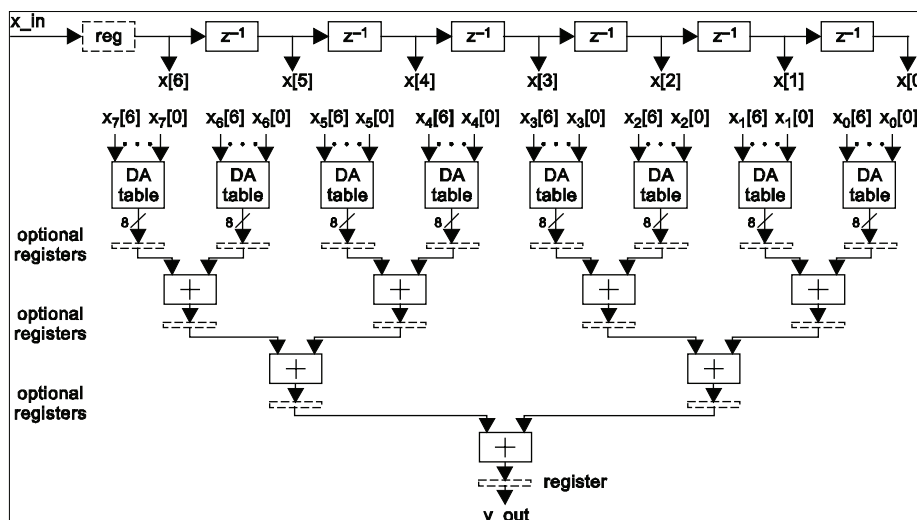 x_in
reg z⁻¹ z⁻¹ z⁻¹ z⁻¹ z⁻¹ z⁻¹
x[6] x[5] x[4] x[3] x[2] x[1] x[0
x₇[6] x₇[0] x₆[6] x₆[0] x₅[6] x₅[0] x₄[6] x₄[0] x₃[6] x₃[0] x₂[6] x₂[0] x₁[6] x₁[0] x₀[6] x₀[0]
DA DA DA DA DA DA DA DA
table table table table table table table table
8 8 8 8 8 8 8 8
optional
registers
+ + + +
optional
registers
+ +
optional
registers
+
register
y_out